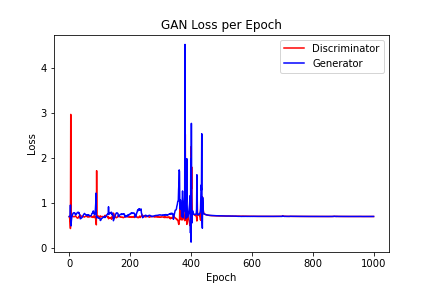 GAN Loss per Epoch
Discriminator
Generator
4
3
2
1
0
Loss
0 200 400 600 800 1000
Epoch